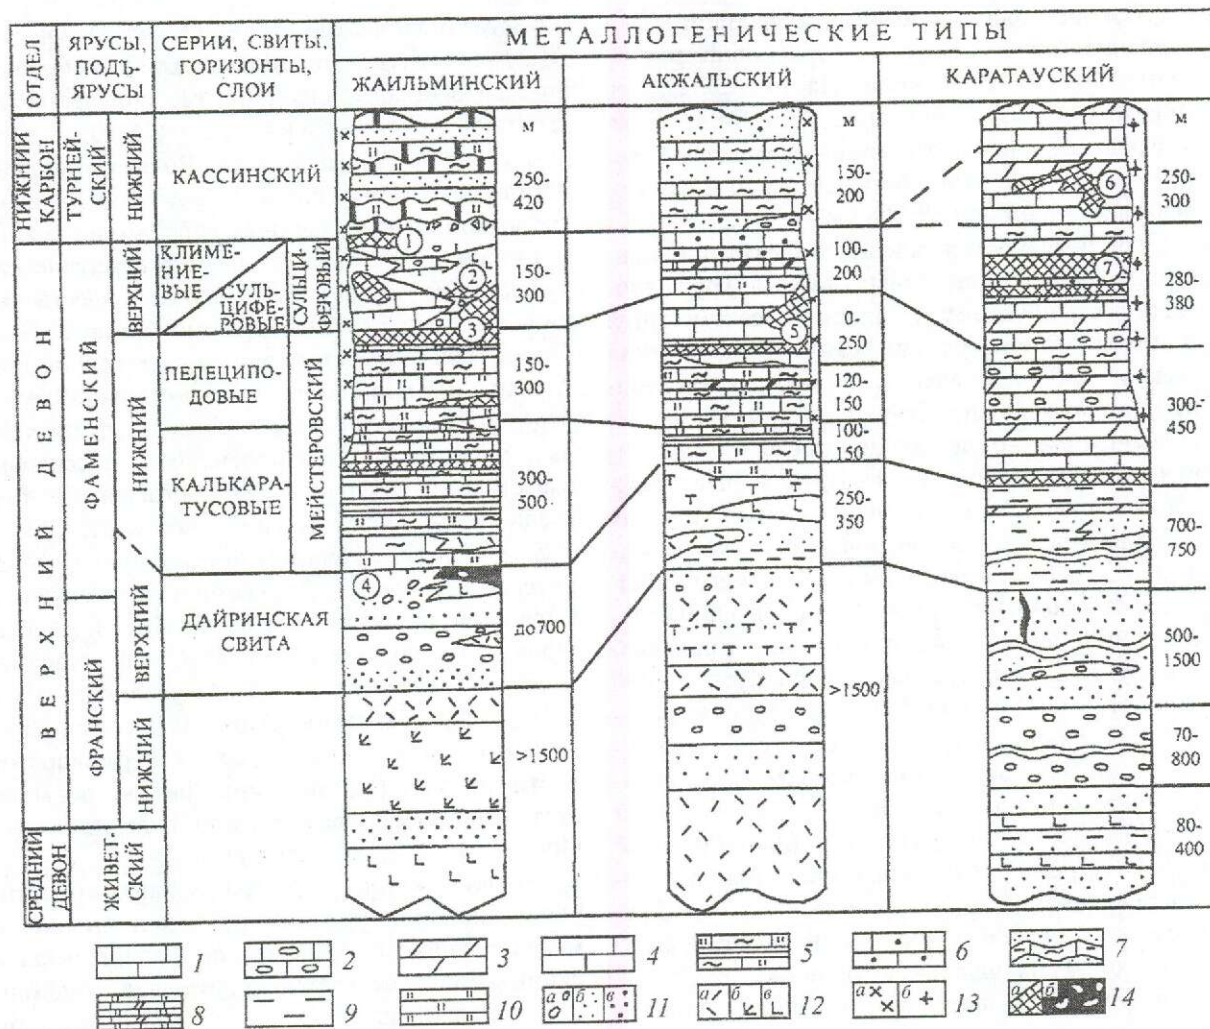 ОТДЕЛ
ЯРУСЫ,
ПОДЪ-
ЯРУСЫ
СЕРИИ, СВИТЫ,
ГОРИЗОНТЫ,
СЛОИ
МЕТАЛЛОГЕНИЧЕСКИЕ ТИПЫ
ЖАИЛЬМИНСКИЙ
АКЖАЛЬСКИЙ
КАРАТАУСКИЙ
НИЖНИЙ
КАРБОН
ТУРНЕЙ-
СКИЙ
НИЖНИЙ
КАССИНСКИЙ
м
250-
420
м
150-
200
м
250-
300
6
ВЕРХНИЙ ДЕВОН
ФАМЕНСКИЙ
ВЕРХНИЙ
КЛИМЕ-
НИЕ-
ВЫЕ
СУЛЬ-
ЦИФЕ-
РОВЫЕ
СУЛЬЦИ-
ФЕРОВЫЙ
1
2
3
150-
300
100-
200
0-
250
5
7
280-
380
НИЖНИЙ
ПЕЛЕЦИПО-
ДОВЫЕ
МЕЙСТЕРОВСКИЙ
150-
300
120-
150
300-
450
КАЛЬКАРА-
ТУСОВЫЕ
300-
500-
100-
150
250-
350
700-
750
ФРАНСКИЙ
ВЕРХНИЙ
ДАЙРИНСКАЯ
СВИТА
4
до700
>1500
500-
1500
НИЖНИЙ
>1500
70-
800
СРЕДНИЙ
ДЕВОН
ЖИВЕТ-
СКИЙ
80-
400
1
2
3
4
5
6
7
8
9
10
а б в 11
а б в 12
а б 13
а б 14